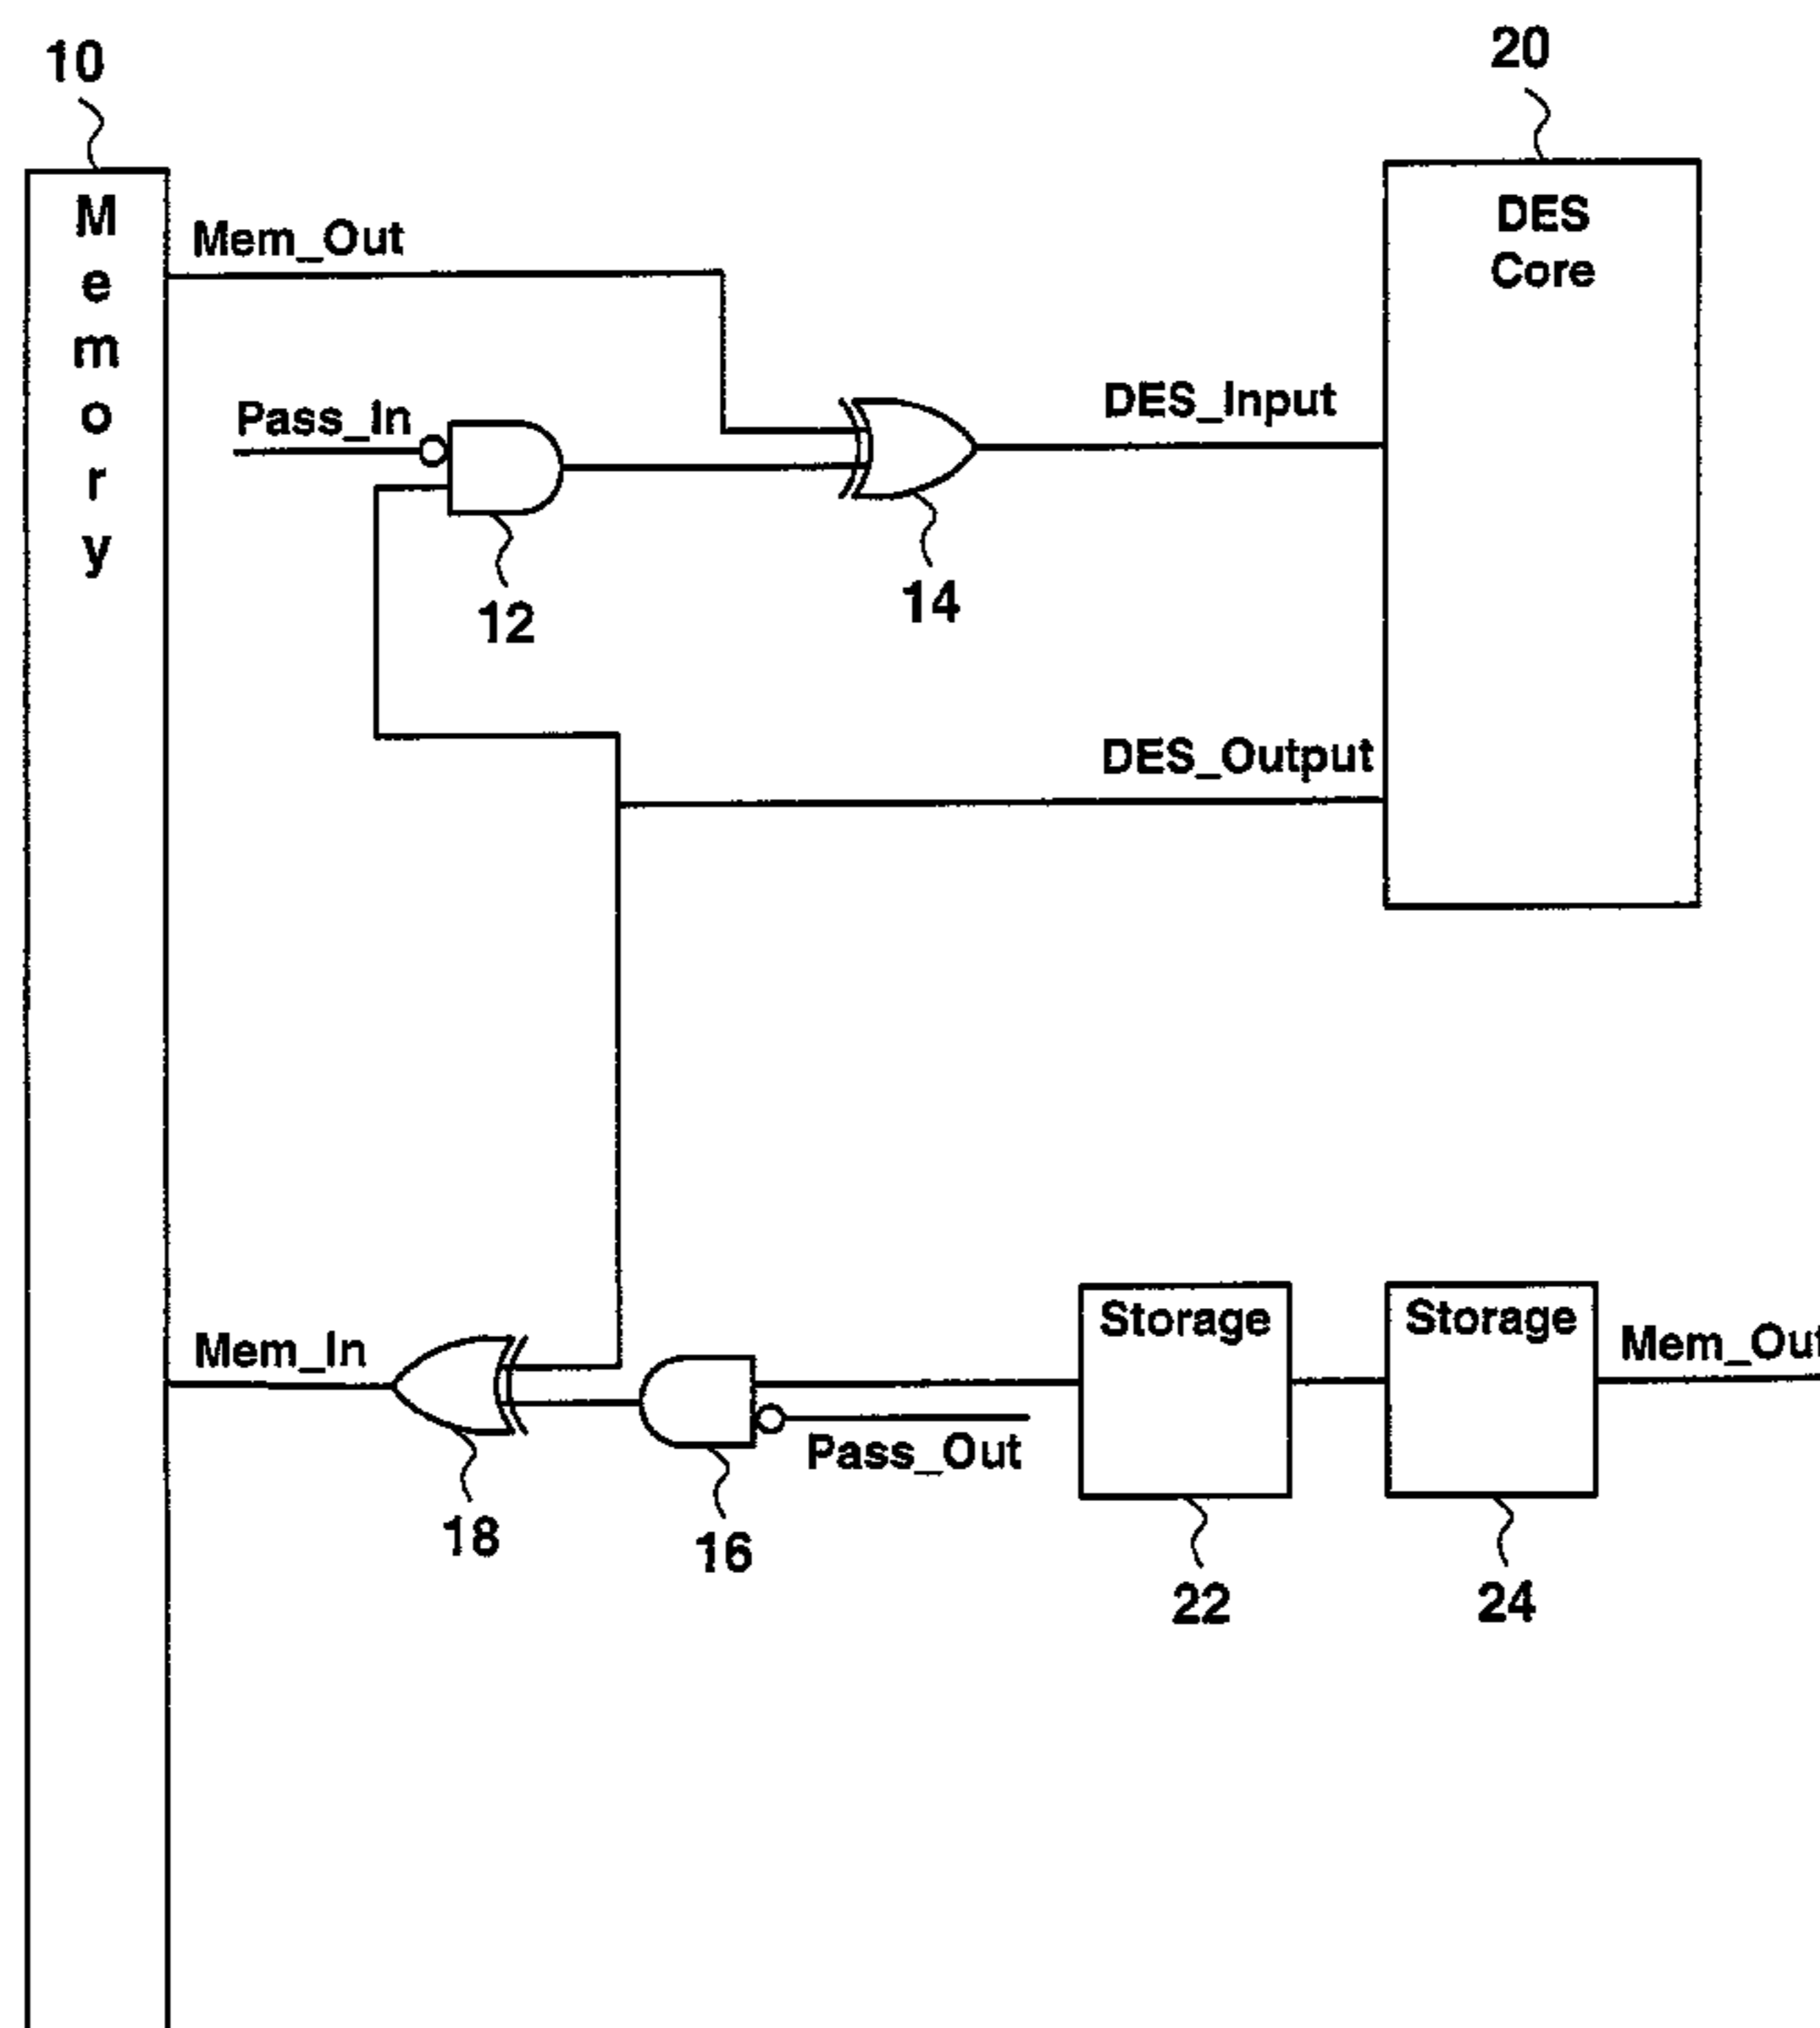 10
20
Memory
DES
Core
Mem_Out
Pass_In
DES_Input
12
14
DES_Output
Mem_In
Storage
Storage
Mem_Out
Pass_Out
18
16
22
24